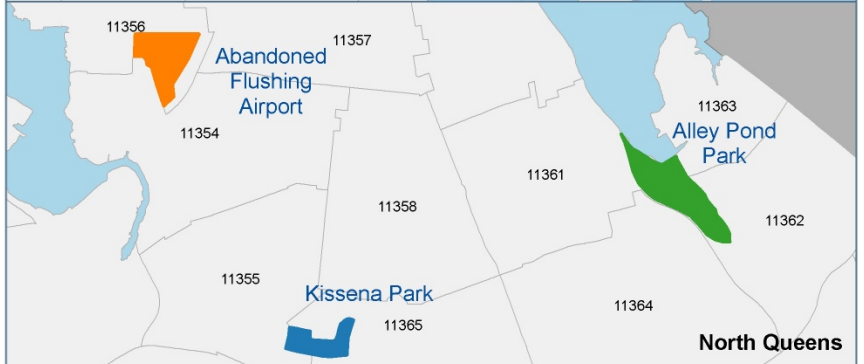 11356
11357
Abandoned
Flushing
Airport
11363
11354
Alley Pond
Park
11361
11358
11362
11355
Kissena Park
11364
11365
North Queens